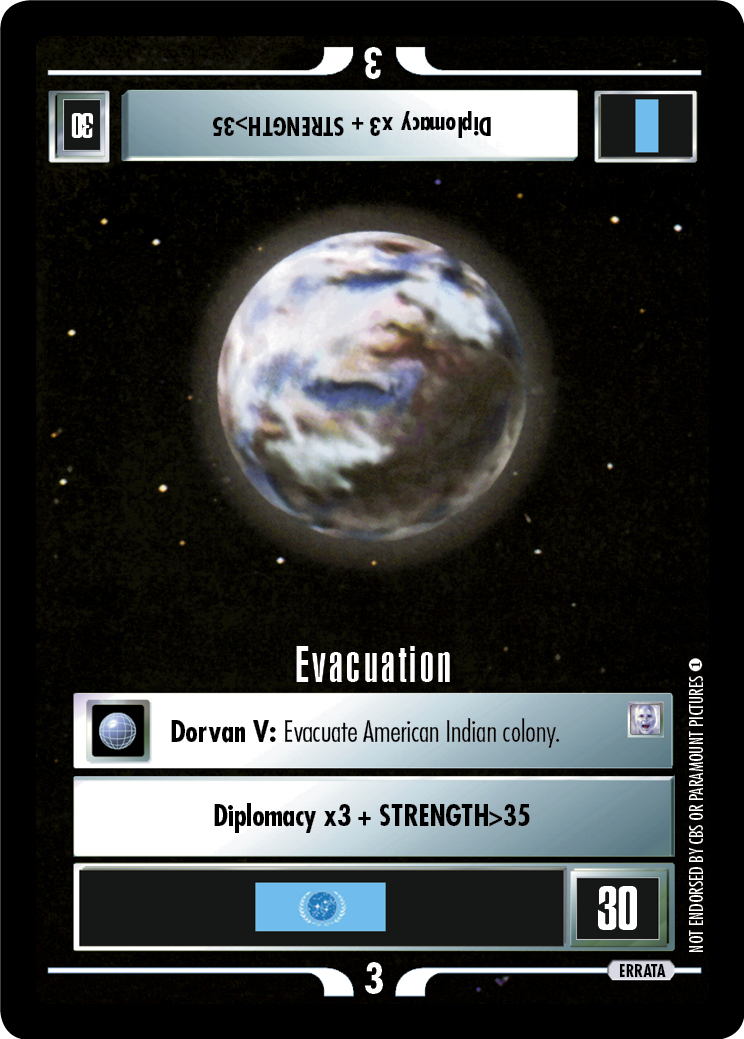 3
30
Diplomacy x3 + STRENGTH>35
Evacuation
Dorvan V: Evacuate American Indian colony.
Diplomacy x3 + STRENGTH>35
30
3
ERRATA
NOT ENDORSED BY CBS OR PARAMOUNT PICTURES 1